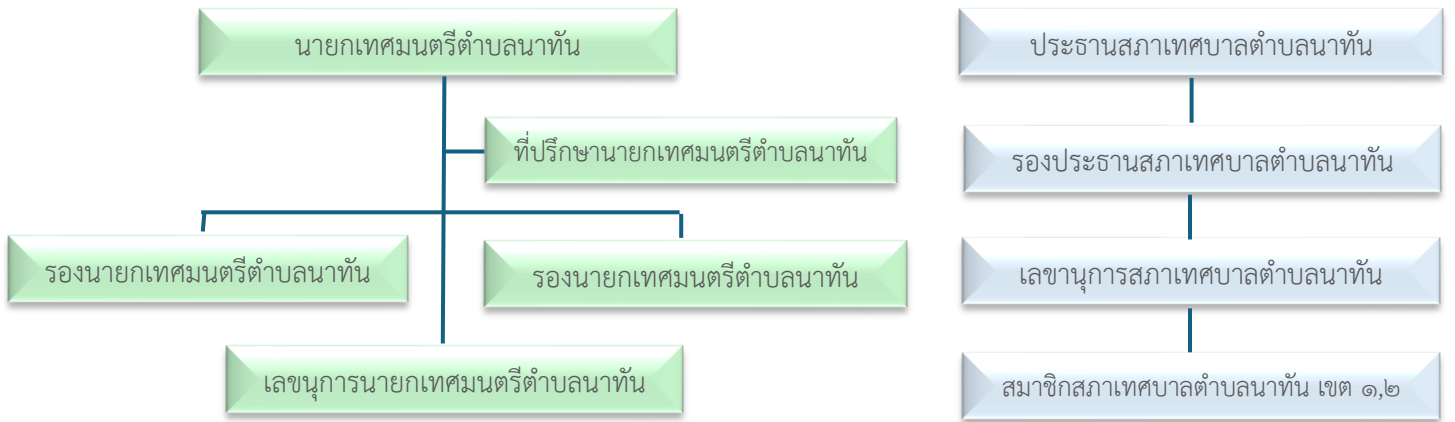 นายกเทศมนตรีตำบลนาทัน
ที่ปรึกษานายกเทศมนตรีตำบลนาทัน
รองนายกเทศมนตรีตำบลนาทัน
รองนายกเทศมนตรีตำบลนาทัน
เลขนุการนายกเทศมนตรีตำบลนาทัน
ประธานสภาเทศบาลตำบลนาทัน
รองประธานสภาเทศบาลตำบลนาทัน
เลขานุการสภาเทศบาลตำบลนาทัน
สมาชิกสภาเทศบาลตำบลนาทัน เขต ๑,๒